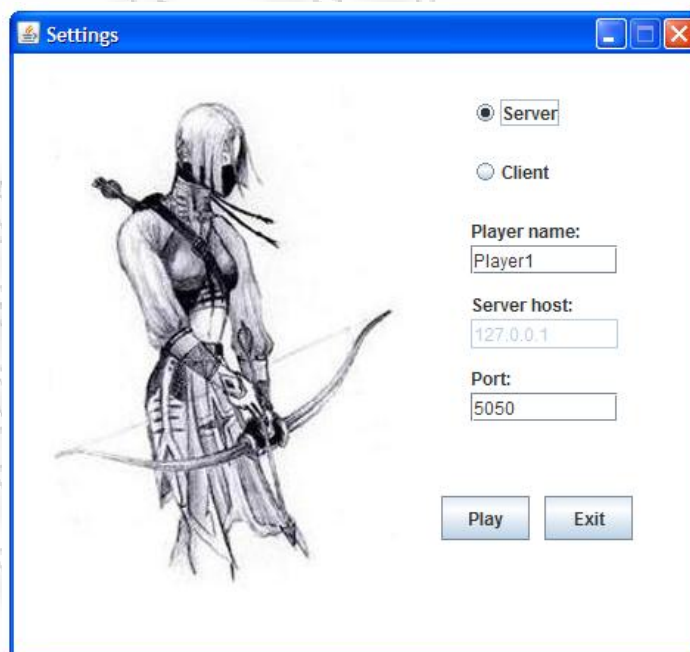 Settings
Server
Client
Player name:
Player1
Server host:
127.0.0.1
Port:
5050
Play Exit